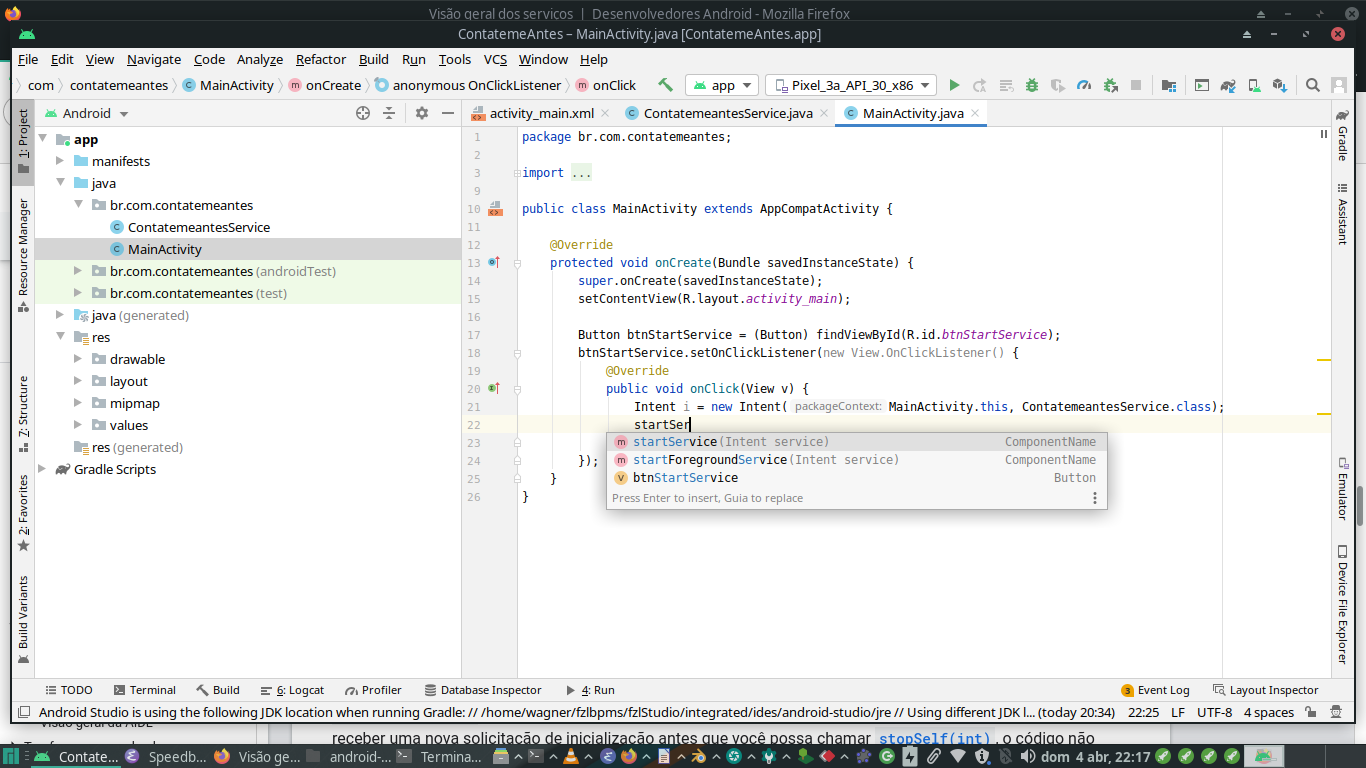 Visão geral dos servicos | Desenvolvedores Android - Mozilla Firefox
ContatemeAntes – MainActivity.java [ContatemeAntes.app]
File Edit View Navigate Code Analyze Refactor Build Run Tools VCS Window Help
com contatemeantes MainActivity onCreate anonymous OnClickListener onClick app Pixel_3a_API_30_x86
Android
activity_main.xml ContatemeantesService.java MainActivity.java
1: Project
Resource Manager
7: Structure
2: Favorites
Build Variants
app
manifests
java
br.com.contatemeantes
ContatemeantesService
MainActivity
br.com.contatemeantes (androidTest)
br.com.contatemeantes (test)
java (generated)
res
drawable
layout
mipmap
values
res (generated)
Gradle Scripts
1 package br.com.contatemeantes;
2
3 import ...
9
10 public class MainActivity extends AppCompatActivity {
11
12 @Override
13 protected void onCreate(Bundle savedInstanceState) {
14 super.onCreate(savedInstanceState);
15 setContentView(R.layout.activity_main);
16
17 Button btnStartService = (Button) findViewById(R.id.btnStartService);
18 btnStartService.setOnClickListener(new View.OnClickListener() {
19 @Override
20 public void onClick(View v) {
21 Intent i = new Intent( packageContext: MainActivity.this, ContatemeantesService.class);
22 startSer
23
24 });
25 }
26 }
startService(Intent service) ComponentName
startForegroundService(Intent service) ComponentName
btnStartService Button
Press Enter to insert, Guia to replace
Gradle
Assistant
Emulator
Device File Explorer
TODO Terminal Build 6: Logcat Profiler Database Inspector 4: Run 3 Event Log Layout Inspector
Android Studio is using the following JDK location when running Gradle: // /home/wagner/fzlbpms/fzlStudio/integrated/ides/android-studio/jre // Using different JDK l... (today 20:34) 22:25 LF UTF-8 4 spaces
Visão geral da AIDL
receber uma nova solicitação de inicialização antes que você possa chamar stopSelf(int), o código não
Contate... Speedb... Visão ge... android-... Termina... dom 4 abr, 22:17